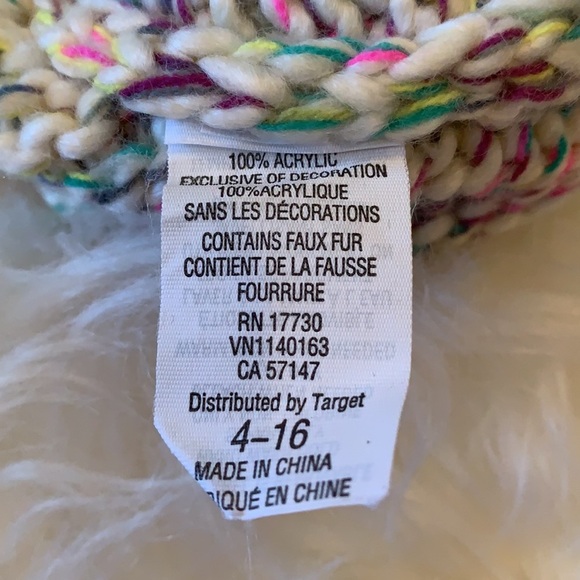 100% ACRYLIC
EXCLUSIVE OF DECORATION
100%ACRYLIQUE
SANS LES DÉCORATIONS
CONTAINS FAUX FUR
CONTIENT DE LA FAUSSE
FOURRURE
RN 17730
VN1140163
CA 57147
Distributed by Target
4-16
MADE IN CHINA
RIQUÉ EN CHINE